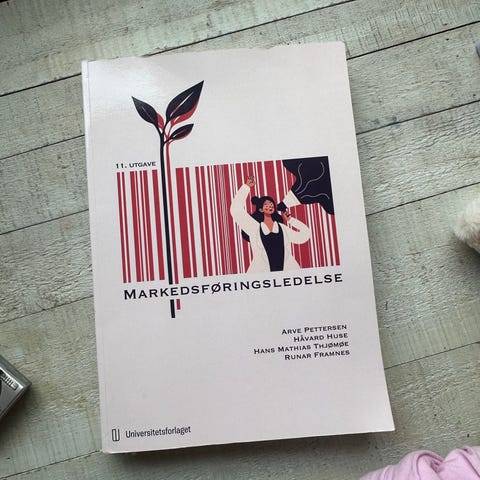 11. UTGAVE
MARKEDSFØRINGSLEDELSE
ARVE PETTERSEN
HÅVARD HUSE
HANS MATHIAS THJØMØE
RUNAR FRAMNES
Universitetsforlaget